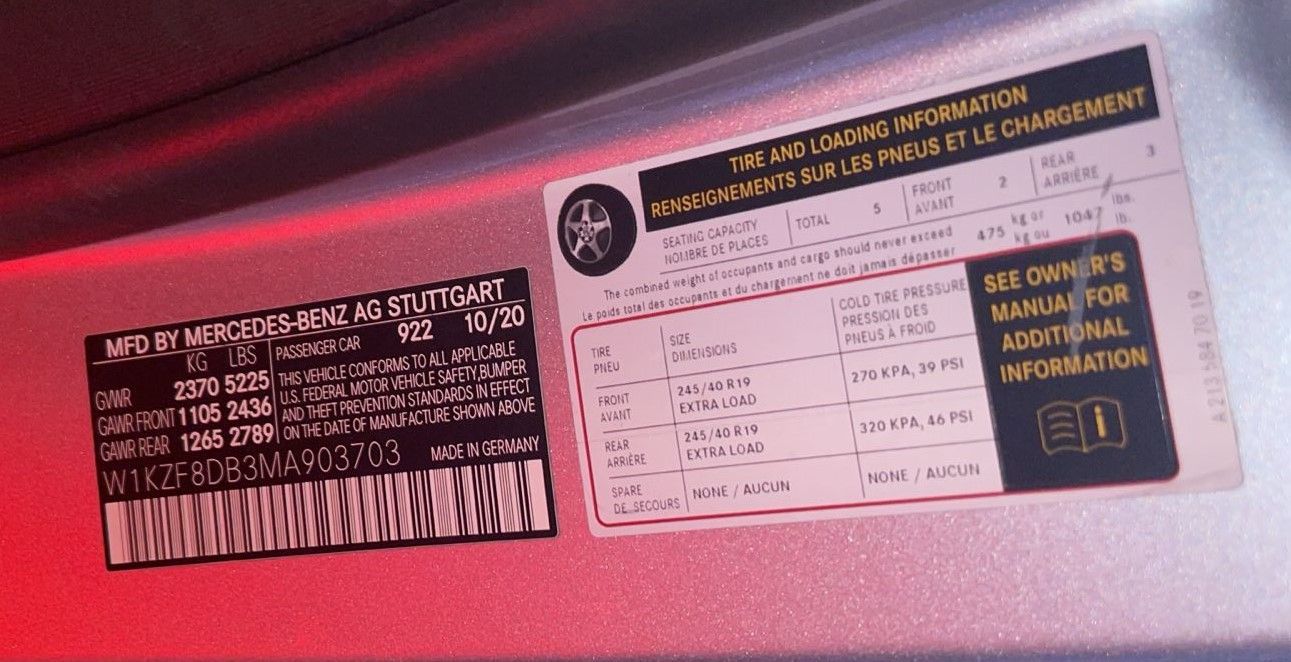 MFD BY MERCEDES-BENZ AG STUTTGART
KG LBS PASSENGER CAR 922 10/20
GVWR 2370 5225
GAWR FRONT 1105 2436
GAWR REAR 1265 2789
THIS VEHICLE CONFORMS TO ALL APPLICABLE
U.S. FEDERAL MOTOR VEHICLE SAFETY,BUMPER
AND THEFT PREVENTION STANDARDS IN EFFECT
ON THE DATE OF MANUFACTURE SHOWN ABOVE
W1KZF8DB3MA903703 MADE IN GERMANY
TIRE AND LOADING INFORMATION
RENSEIGNEMENTS SUR LES PNEUS ET LE CHARGEMENT
SEATING CAPACITY
NOMBRE DE PLACES
TOTAL 5
FRONT
AVANT
2
REAR
ARRIÈRE
3
The combined weight of occupants and cargo should never exceed
Le poids total des occupants et du chargement ne doit jamais dépasser
475 kg or 1047 lbs.
kg ou lb.
TIRE
PNEU
SIZE
DIMENSIONS
COLD TIRE PRESSURE
PRESSION DES
PNEUS À FROID
FRONT
AVANT
245/40 R19
EXTRA LOAD
270 KPA, 39 PSI
REAR
ARRIÈRE
245/40 R19
EXTRA LOAD
320 KPA, 46 PSI
SPARE
DE SECOURS
NONE / AUCUN
NONE / AUCUN
SEE OWNER'S
MANUAL FOR
ADDITIONAL
INFORMATION
A 213 584 70 19